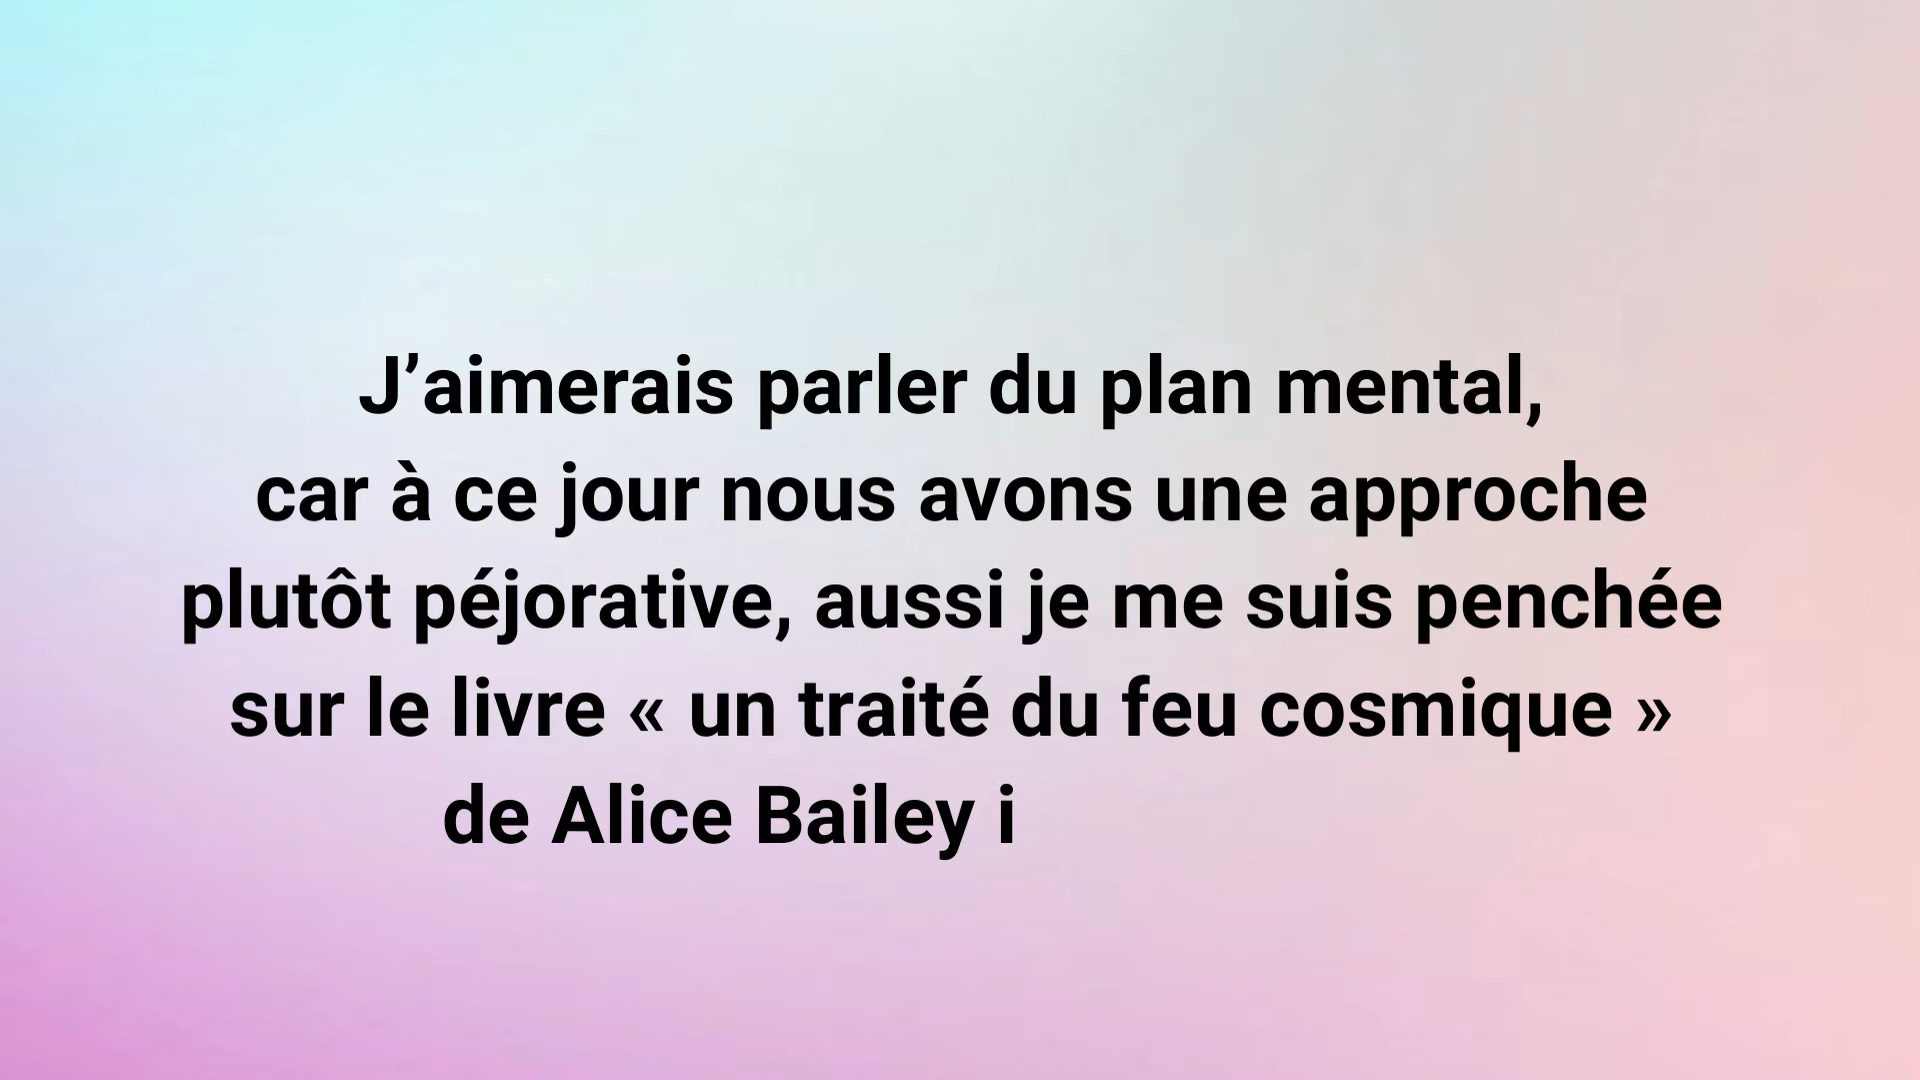 J’aimerais parler du plan mental,
car à ce jour nous avons une approche
plutôt péjorative, aussi je me suis penchée
sur le livre « un traité du feu cosmique »
de Alice Bailey i